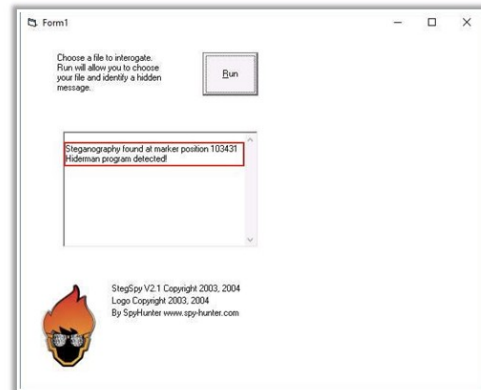 Form1
Choose a file to interogate.
Run will allow you to choose
your file and identify a hidden
message.
Run
Steganography found at marker position 103431
Hiderman program detected!
StegSpy V2.1 Copyright 2003, 2004
Logo Copyright 2003, 2004
By SpyHunter www.spy-hunter.com